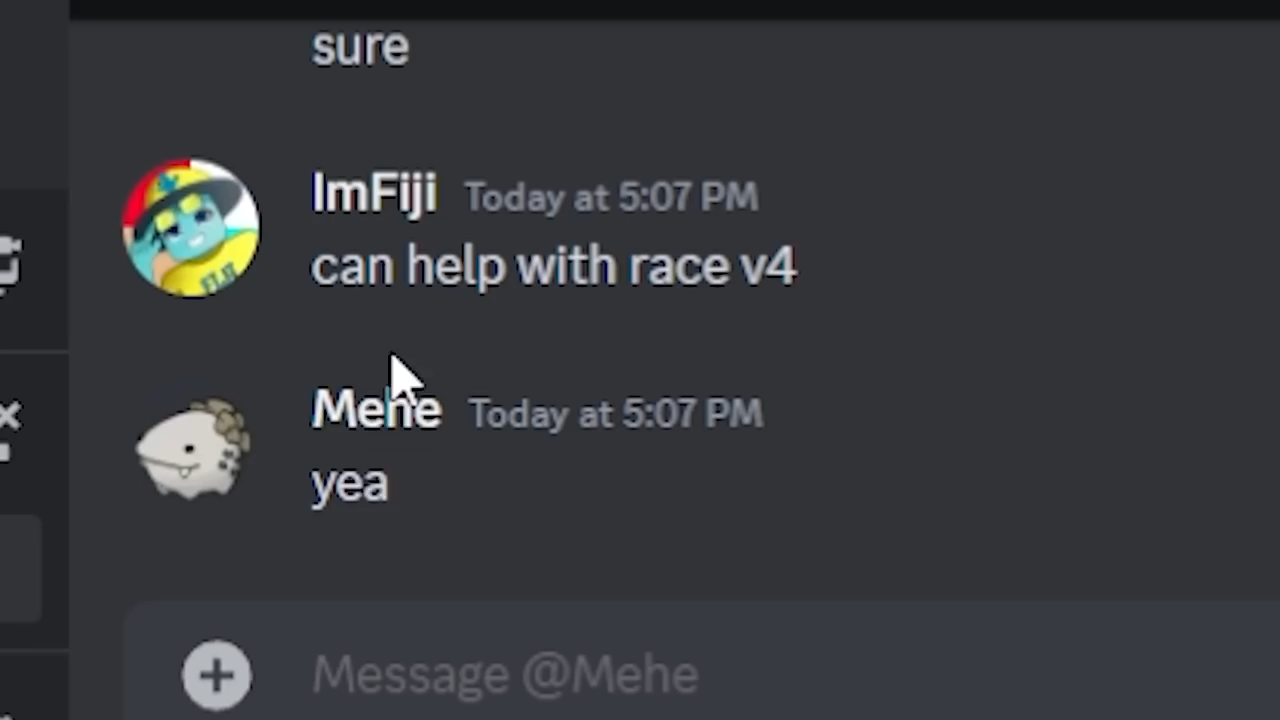 sure
ImFiji Today at 5:07 PM
can help with race v4
Mehe Today at 5:07 PM
yea
Message @Mehe